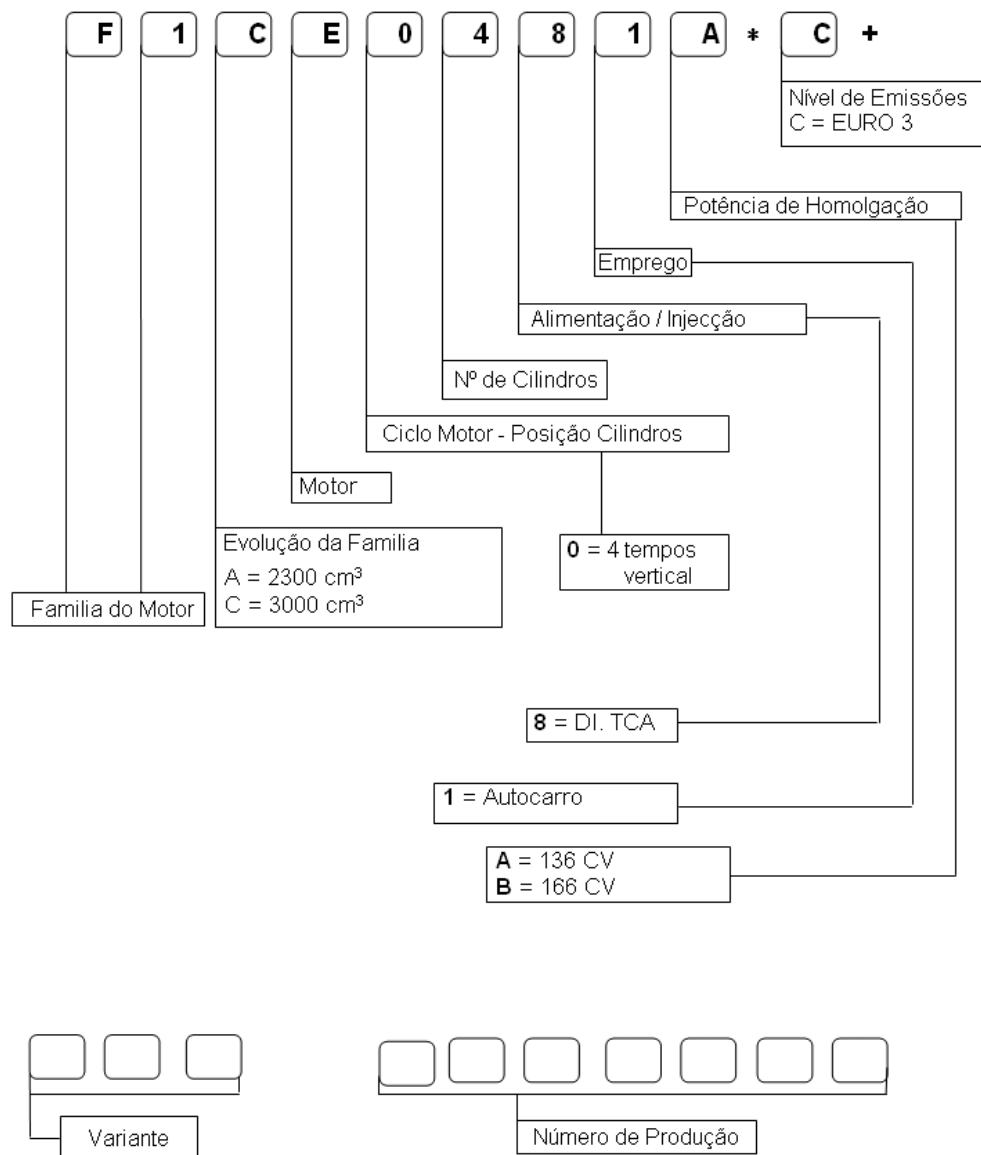 F 1 C E 0 4 8 1 A * C +
Nível de Emissões
C = EURO 3
Potência de Homolgação
Emprego
Alimentação / Injecção
Nº de Cilindros
Ciclo Motor - Posição Cilindros
Motor
Evolução da Familia
A = 2300 cm³
C = 3000 cm³
0 = 4 tempos
vertical
Familia do Motor
8 = DI. TCA
1 = Autocarro
A = 136 CV
B = 166 CV
Variante
Número de Produção